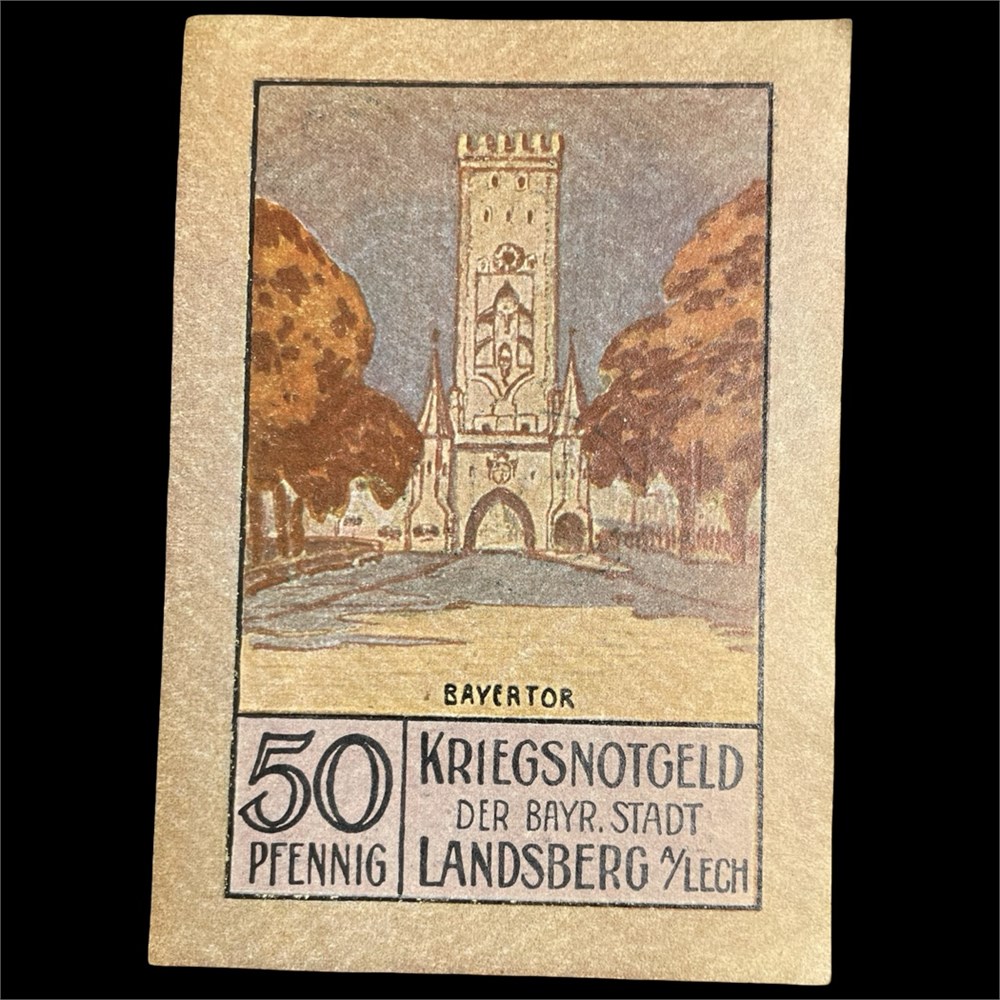 BAYERTOR
50
PFENNIG
KRIEGSNOTGELD
DER BAYR. STADT
LANDSBERG A/LECH